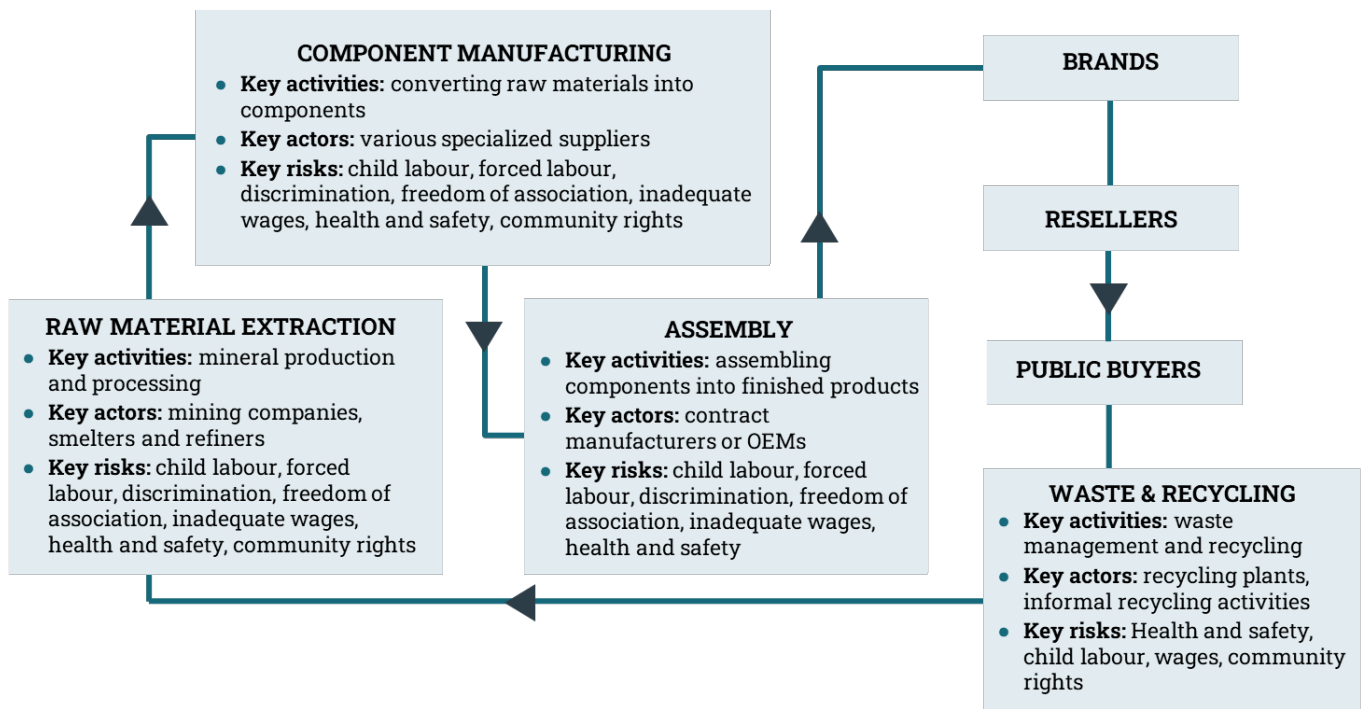 COMPONENT MANUFACTURING
Key activities: converting raw materials into
components
Key actors: various specialized suppliers
Key risks: child labour, forced labour,
discrimination, freedom of association, inadequate
wages, health and safety, community rights
BRANDS
RESELLERS
RAW MATERIAL EXTRACTION
Key activities: mineral production
and processing
Key actors: mining companies,
smelters and refiners
Key risks: child labour, forced
labour, discrimination, freedom of
association, inadequate wages,
health and safety, community rights
ASSEMBLY
Key activities: assembling
components into finished products
Key actors: contract
manufacturers or OEMs
Key risks: child labour, forced
labour, discrimination, freedom of
association, inadequate wages,
health and safety
PUBLIC BUYERS
WASTE & RECYCLING
Key activities: waste
management and recycling
Key actors: recycling plants,
informal recycling activities
Key risks: Health and safety,
child labour, wages, community
rights